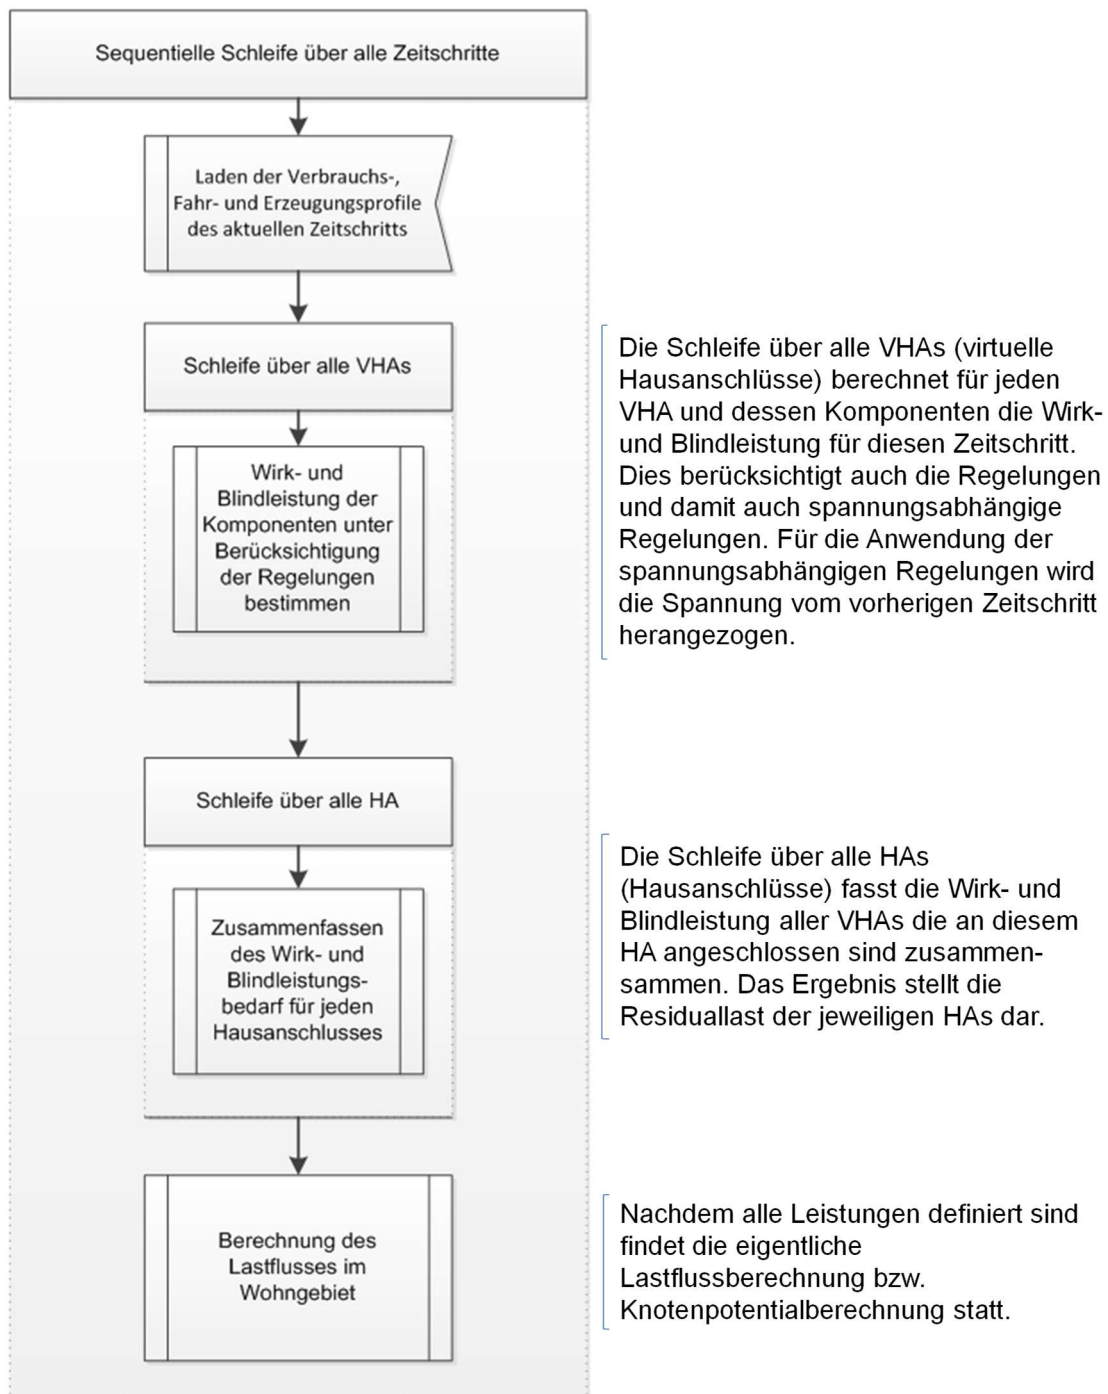 Sequentielle Schleife über alle Zeitschritte
Laden der Verbrauchs-,
Fahr- und Erzeugungsprofile
des aktuellen Zeitschritts
Schleife über alle VHAs
Wirk- und
Blindleistung der
Komponenten unter
Berücksichtigung
der Regelungen
bestimmen
Die Schleife über alle VHAs (virtuelle
Hausanschlüsse) berechnet für jeden
VHA und dessen Komponenten die Wirk-
und Blindleistung für diesen Zeitschritt.
Dies berücksichtigt auch die Regelungen
und damit auch spannungsabhängige
Regelungen. Für die Anwendung der
spannungsabhängigen Regelungen wird
die Spannung vom vorherigen Zeitschritt
herangezogen.
Schleife über alle HA
Zusammenfassen
des Wirk- und
Blindleistungs-
bedarf für jeden
Hausanschlusses
Die Schleife über alle HAs
(Hausanschlüsse) fasst die Wirk- und
Blindleistung aller VHAs die an diesem
HA angeschlossen sind zusammen-
sammen. Das Ergebnis stellt die
Residuallast der jeweiligen HAs dar.
Berechnung des
Lastflusses im
Wohngebiet
Nachdem alle Leistungen definiert sind
findet die eigentliche
Lastflussberechnung bzw.
Knotenpotentialberechnung statt.